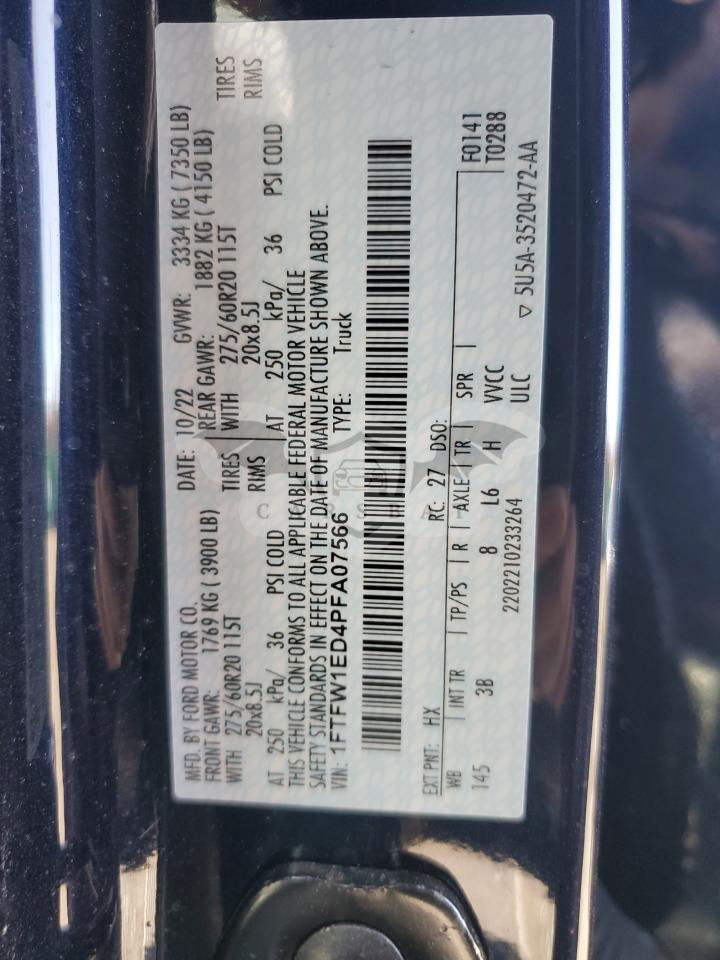 MFD. BY FORD MOTOR CO. DATE: 10/22 GVWR: 3334 KG ( 7350 LB)
FRONT GAWR: 1769 KG ( 3900 LB) REAR GAWR: 1882 KG ( 4150 LB)
WITH 275/60R20 115T TIRES WITH 275/60R20 115T TIRES
20x8.5J RIMS 20x8.5J RIMS
AT 250 kPa/ 36 PSI COLD AT 250 kPa/ 36 PSI COLD
THIS VEHICLE CONFORMS TO ALL APPLICABLE FEDERAL MOTOR VEHICLE
SAFETY STANDARDS IN EFFECT ON THE DATE OF MANUFACTURE SHOWN ABOVE.
VIN: 1FTFW1ED4PFA07566 TYPE: Truck
EXT PNT: HX RC: 27 DSO: F0141
WB INT TR TP/PS R AXLE TR SPR T0288
145 3B 8 L6 H VVCC
2202210233264 ULC ▽ 5U5A-3520472-AA